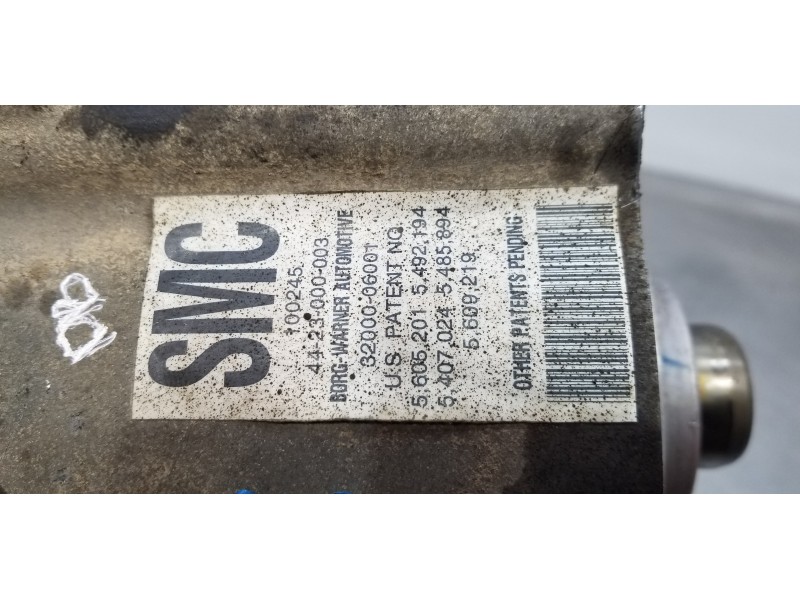 SMC
100245
44-23-000-003
BORG-WARNER AUTOMOTIVE
32000-06001
U.S. PATENT NO.
5.605.201 5.492.194
5.407.024 5.485.894
5.609.219
OTHER PATENTS PENDING